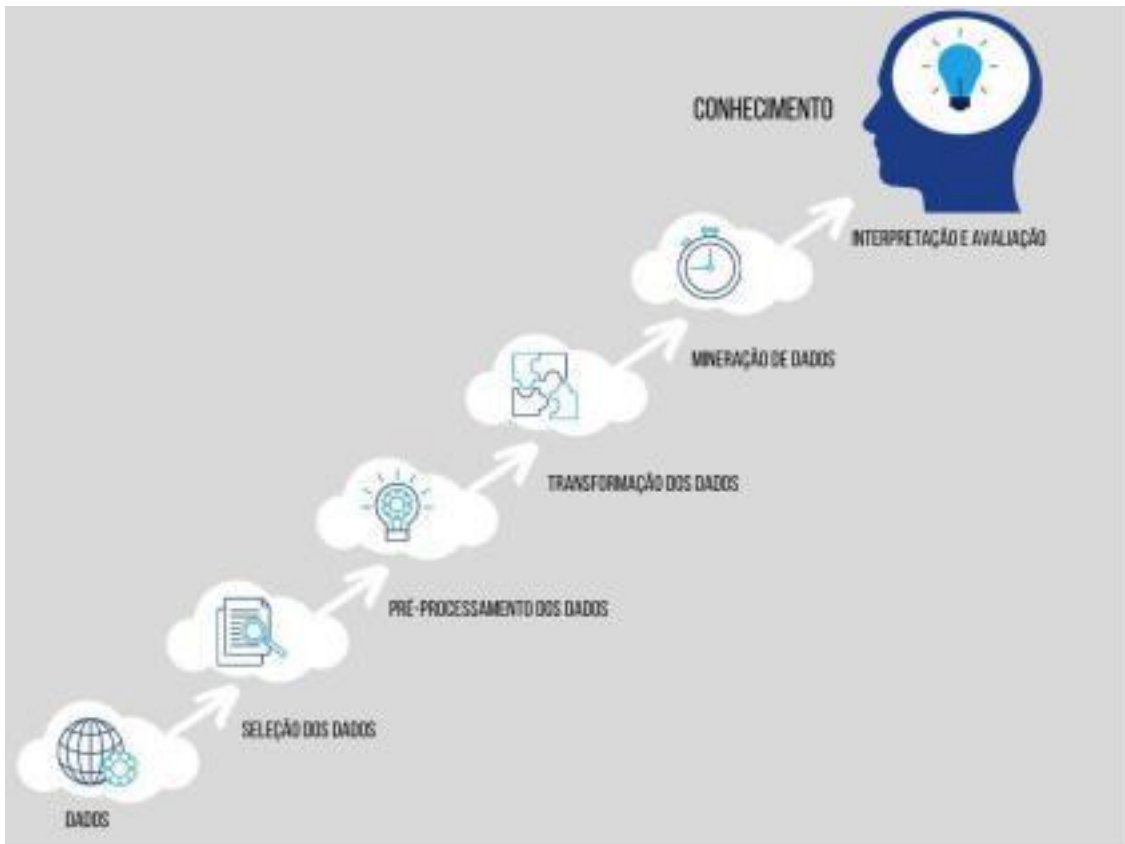 CONHECIMENTO
INTERPRETAÇÃO E AVALIAÇÃO
MINERAÇÃO DE DADOS
TRANSFORMAÇÃO DOS DADOS
PRÉ-PROCESSAMENTO DOS DADOS
SELEÇÃO DOS DADOS
DADOS